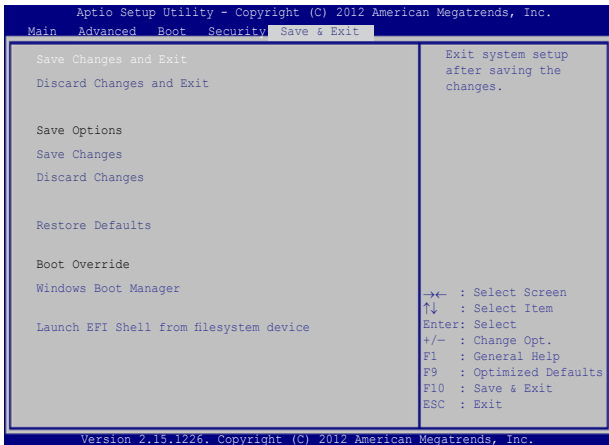 Aptio Setup Utility - Copyright (C) 2012 American Megatrends, Inc.
Main Advanced Boot Security Save & Exit
Save Changes and Exit
Discard Changes and Exit
Save Options
Save Changes
Discard Changes
Restore Defaults
Boot Override
Windows Boot Manager
Launch EFI Shell from filesystem device
Exit system setup
after saving the
changes.
→← : Select Screen
↑↓ : Select Item
Enter: Select
+/— : Change Opt.
F1 : General Help
F9 : Optimized Defaults
F10 : Save & Exit
ESC : Exit
Version 2.15.1226. Copyright (C) 2012 American Megatrends, Inc.